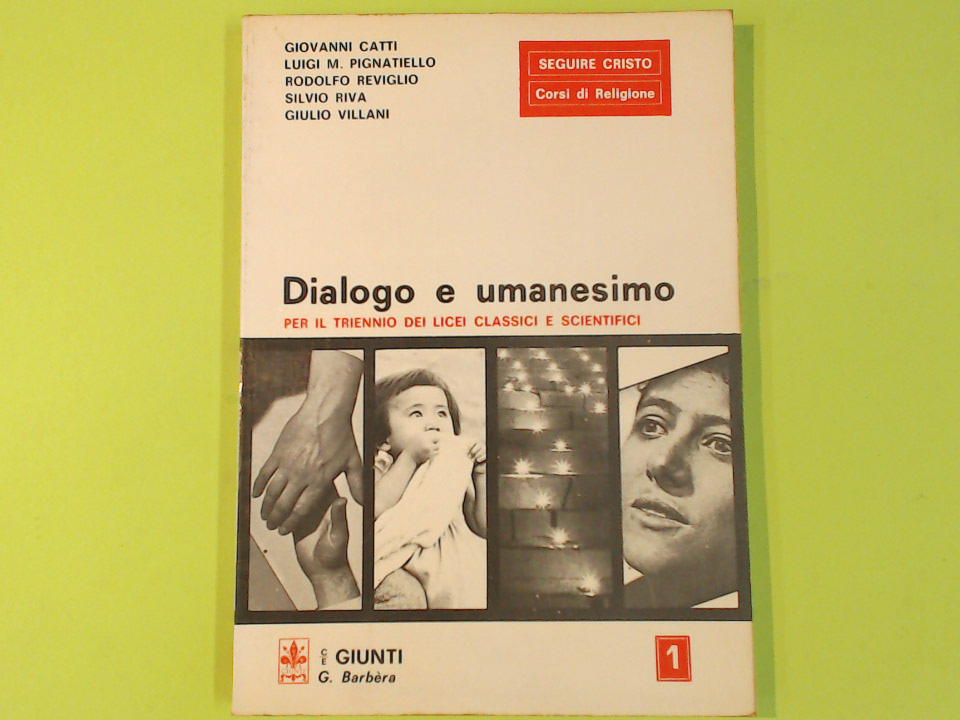 GIOVANNI CATTI
LUIGI M. PIGNATIELLO
RODOLFO REVIGLIO
SILVIO RIVA
GIULIO VILLANI
SEGUIRE CRISTO
Corsi di Religione
Dialogo e umanesimo
PER IL TRIENNIO DEI LICEI CLASSICI E SCIENTIFICI
C/E GIUNTI
G. Barbèra
1